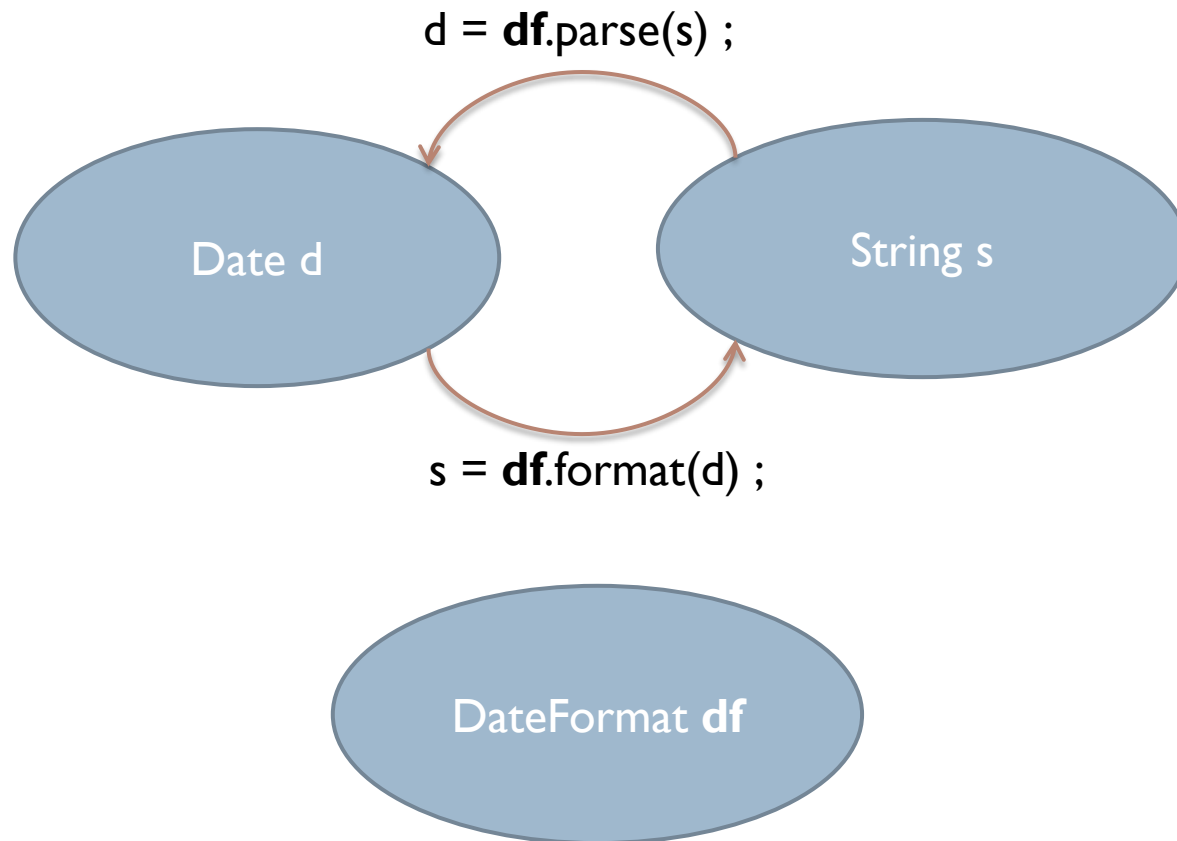 d = df.parse(s) ;
Date d
String s
s = df.format(d) ;
DateFormat df